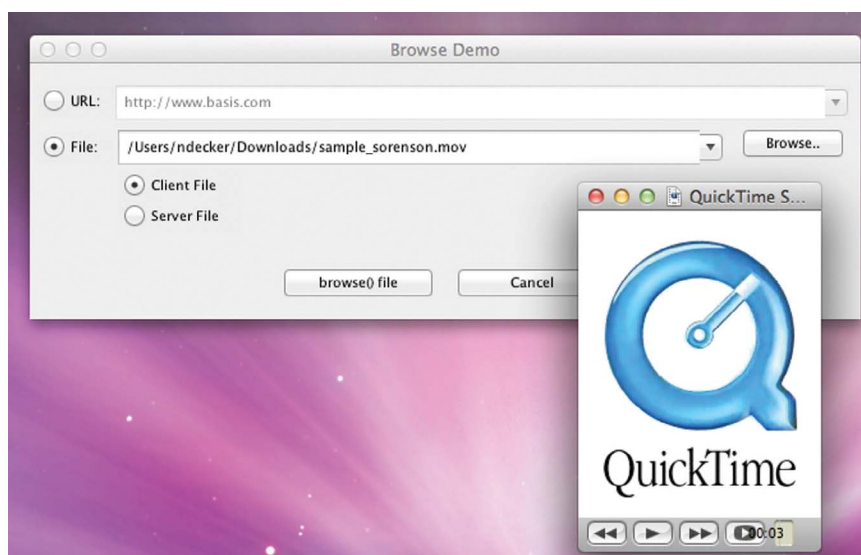 Browse Demo
URL: http://www.basis.com
File: /Users/ndecker/Downloads/sample_sorenson.mov Browse..
Client File
Server File
QuickTime S...
browse() file Cancel
QuickTime
00:03